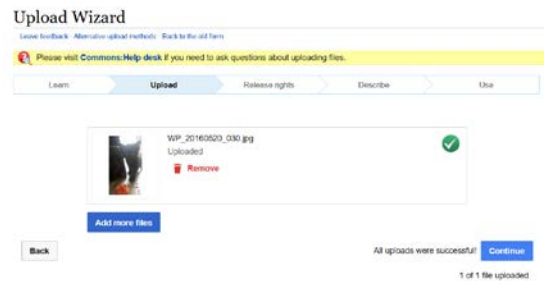 Upload Wizard
Leave feedback · Alternative upload methods · Back to the old form
Please visit Commons:Help desk if you need to ask questions about uploading files.
Learn
Upload
Release rights
Describe
Use
WP_20160820_030.jpg
Uploaded
Remove
Add more files
Back
All uploads were successful!
Continue
1 of 1 file uploaded